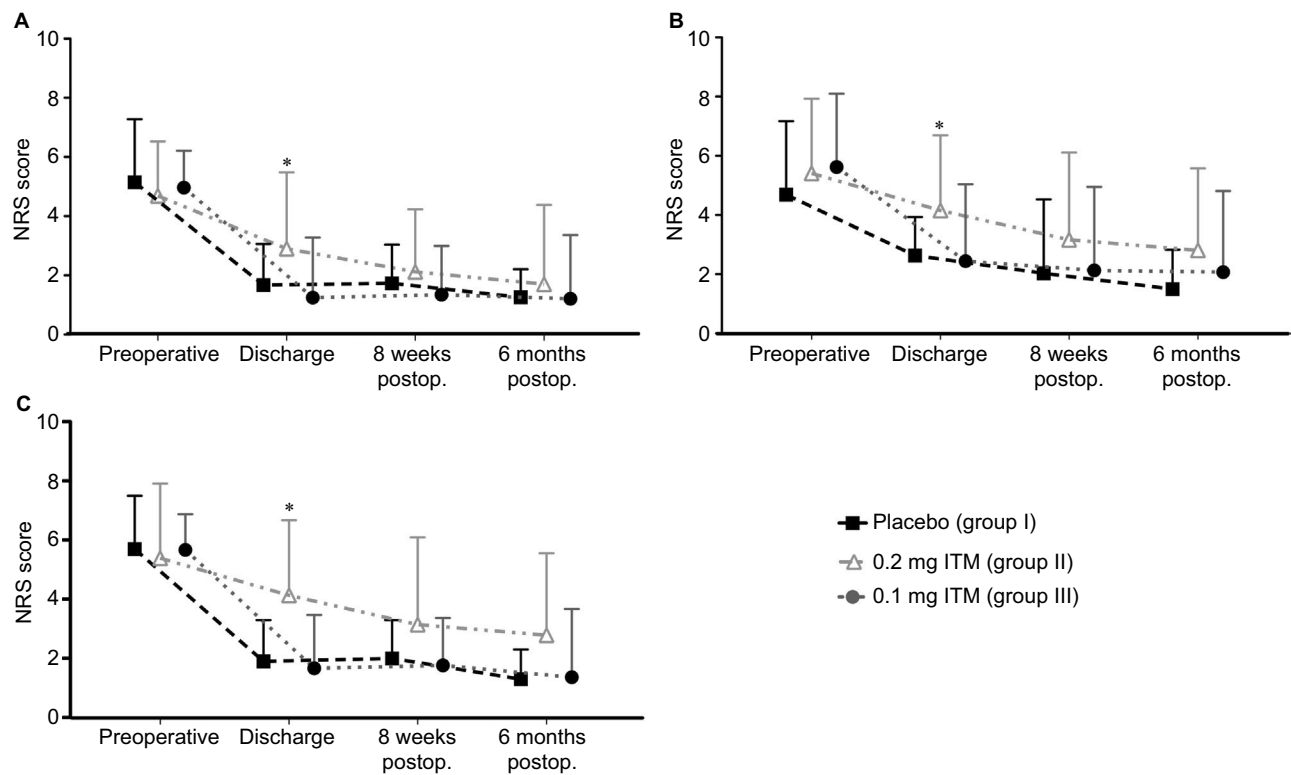 A
10
8
6
4
2
0
NRS score
*
Preoperative
Discharge
8 weeks
postop.
6 months
postop.
B
10
8
6
4
2
0
NRS score
*
Preoperative
Discharge
8 weeks
postop.
6 months
postop.
C
10
8
6
4
2
0
NRS score
*
Preoperative
Discharge
8 weeks
postop.
6 months
postop.
Placebo (group I)
0.2 mg ITM (group II)
0.1 mg ITM (group III)